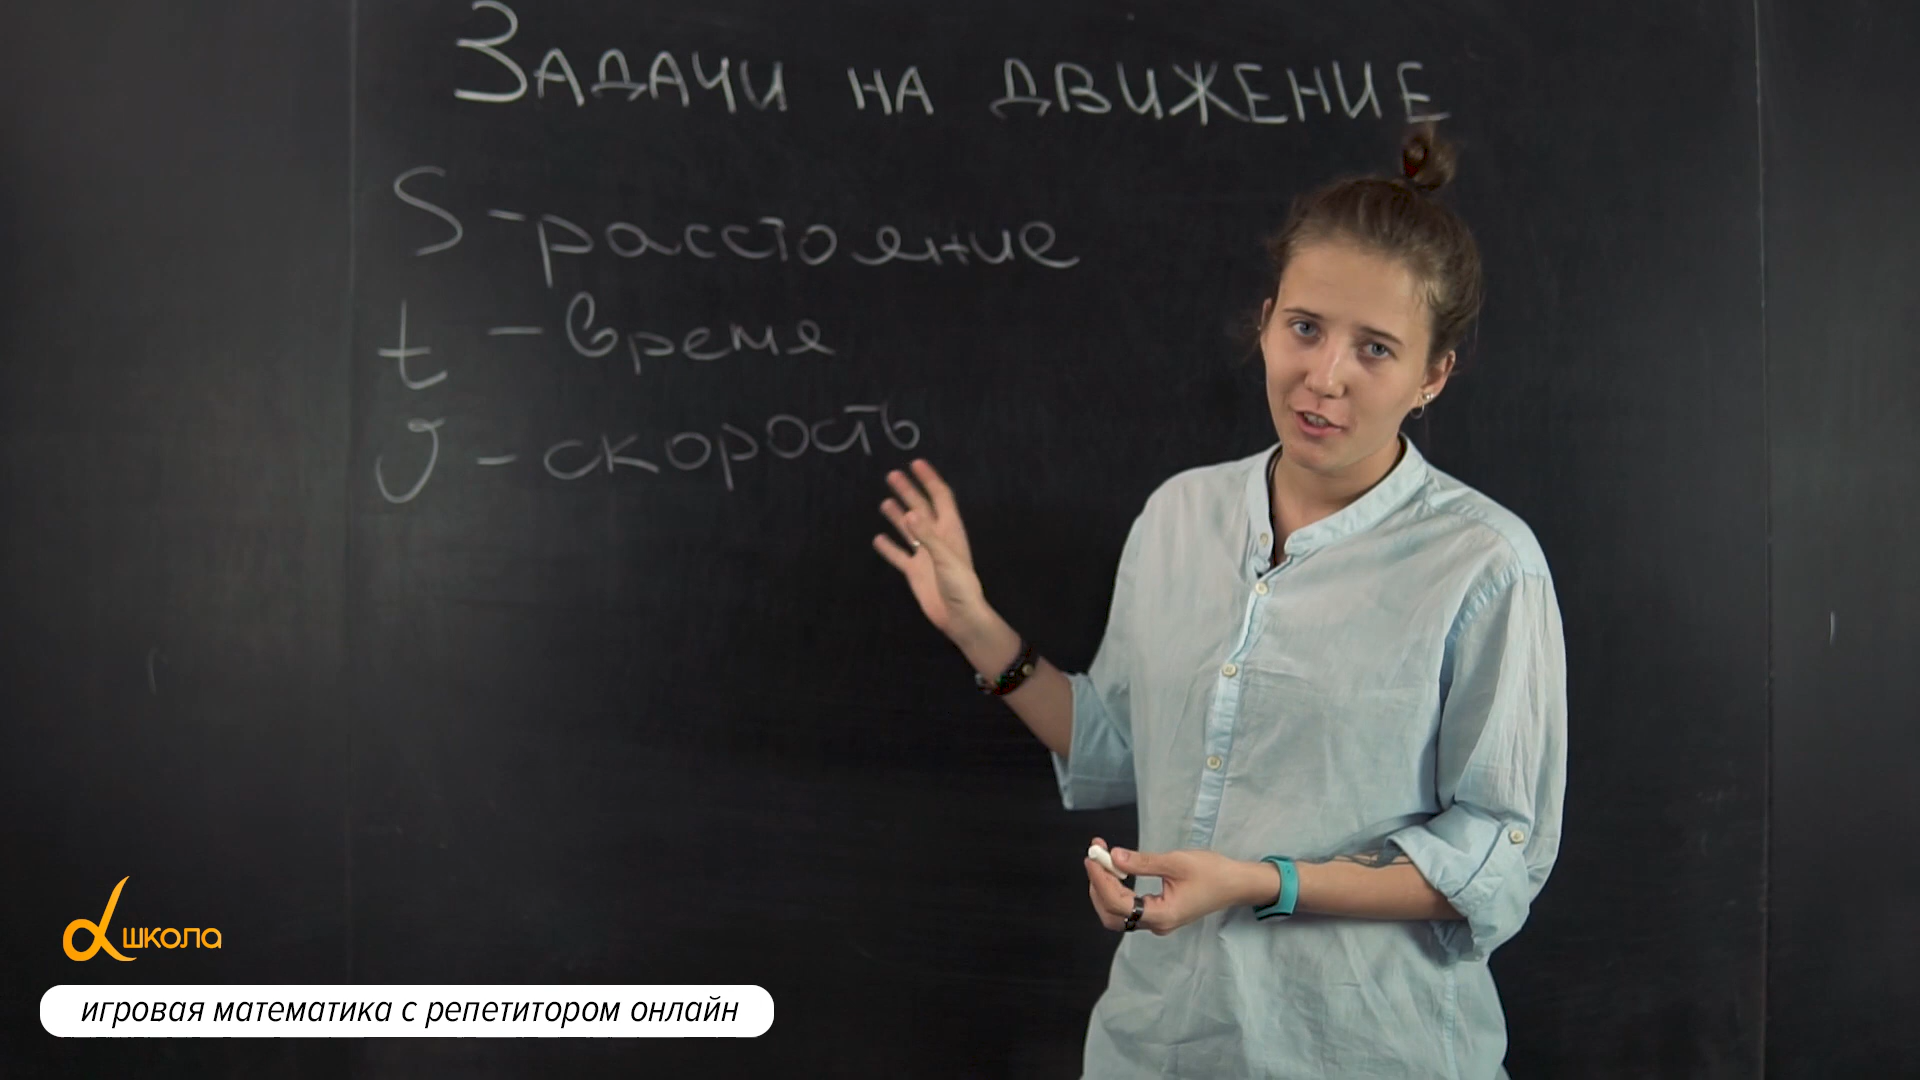 Задачи на движение
S - расстояние
t - время
v - скорость
α школа
игровая математика с репетитором онлайн